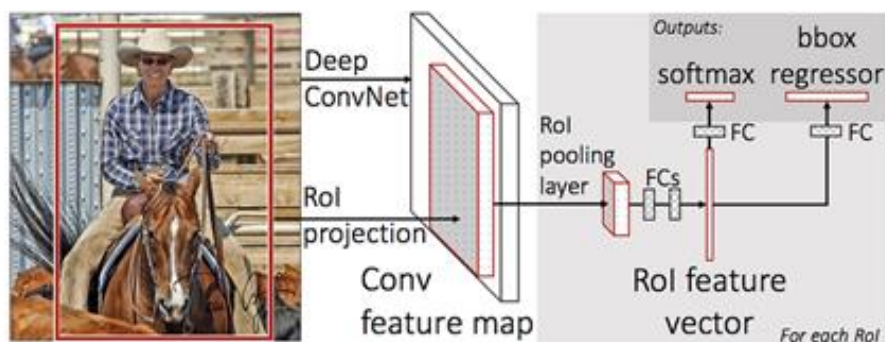 Deep
ConvNet
RoI
projection
Conv
feature map
RoI
pooling
layer
FCs
RoI feature
vector
For each RoI
Outputs:
softmax
bbox
regressor
FC
FC